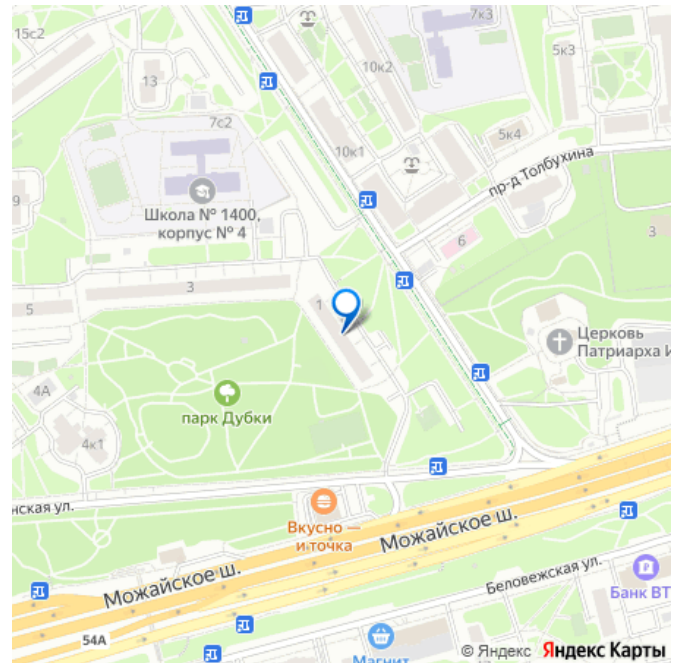 15с2
7к3
13
10к2
5к3
7с2
5к4
10к1
пр-д Толбухина
9
Школа № 1400,
корпус № 4
6
3
3
5
1
Церковь
Патриарха И
4А
парк Дубки
4к1
нская ул.
Вкусно —
и точка
Можайское ш.
Можайское ш.
Беловежская ул.
Банк ВТ
54А
Магнит
© Яндекс Яндекс Карты